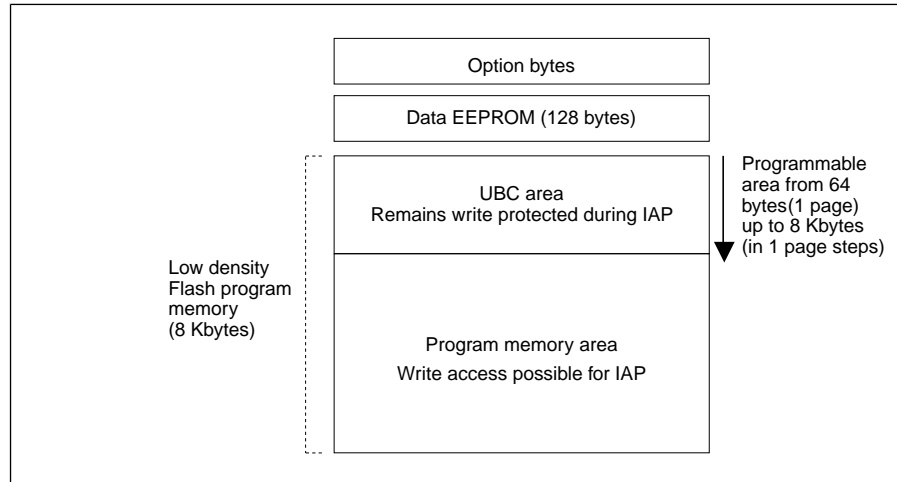 Option bytes
Data EEPROM (128 bytes)
UBC area
Remains write protected during IAP
Programmable
area from 64
bytes(1 page)
up to 8 Kbytes
(in 1 page steps)
Low density
Flash program
memory
(8 Kbytes)
Program memory area
Write access possible for IAP